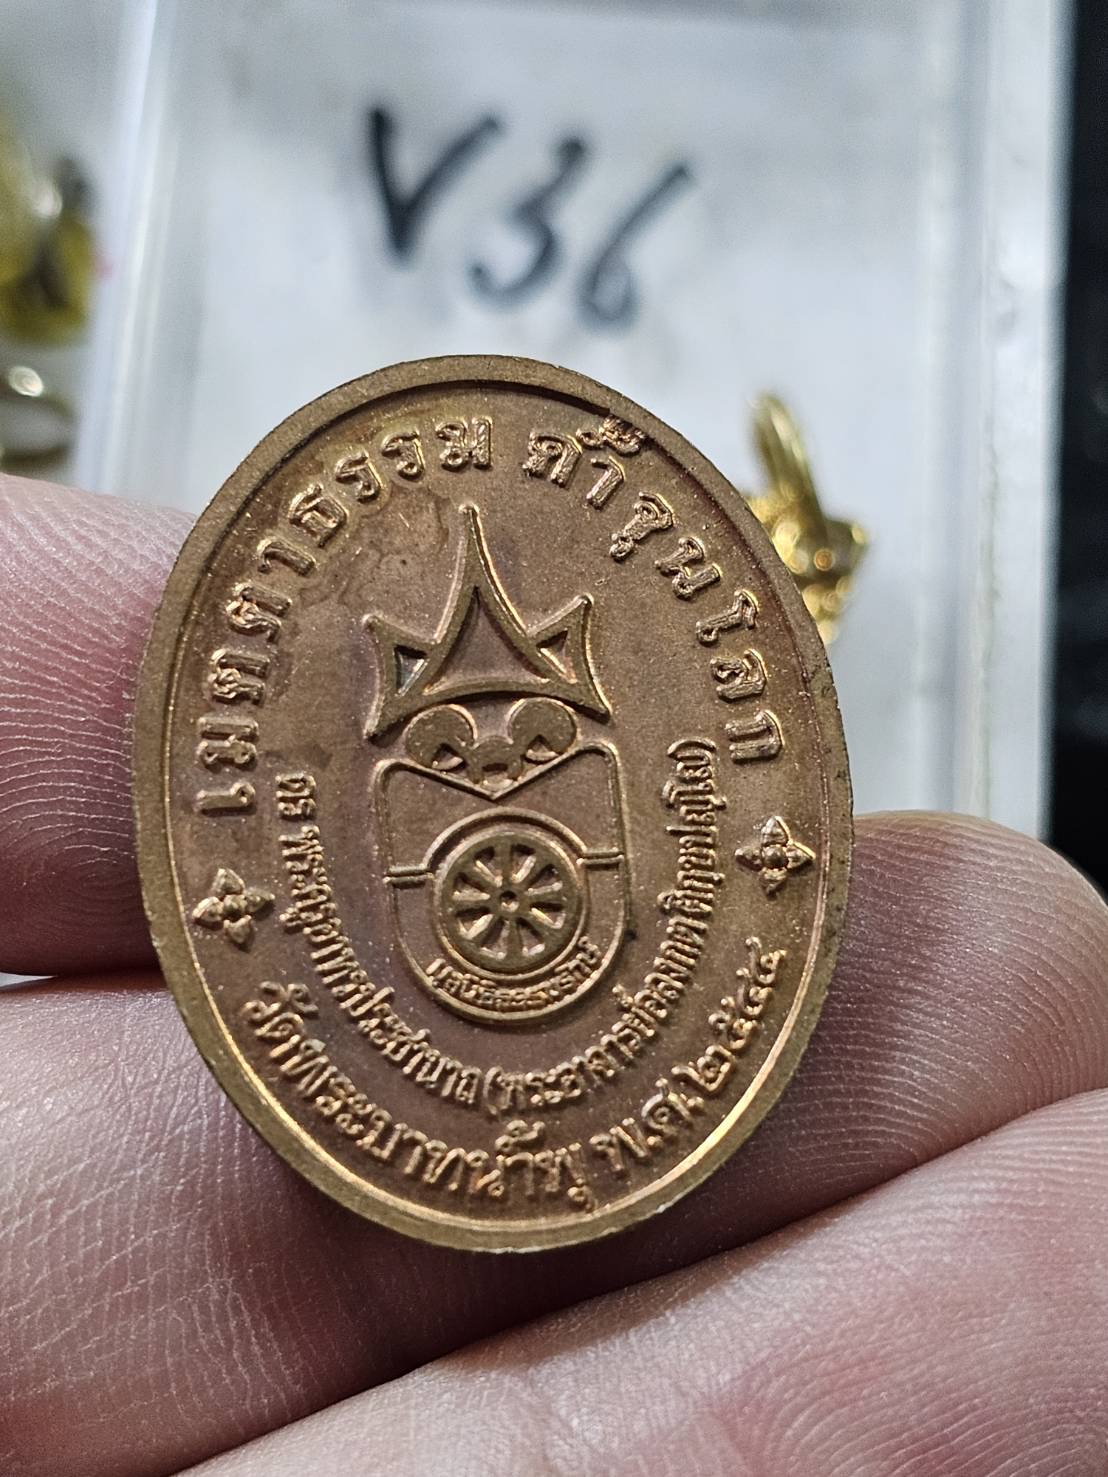 V36
เมตตาธรรม ค้ำจุนโลก
ดร.พระครูอาทรประชานาถ (พระอาจารย์อลงกตติกฺขปญฺโญ)
มูลนิธิธรรมรักษ์
วัดพระบาทน้ำพุ พ.ศ.๒๕๔๔